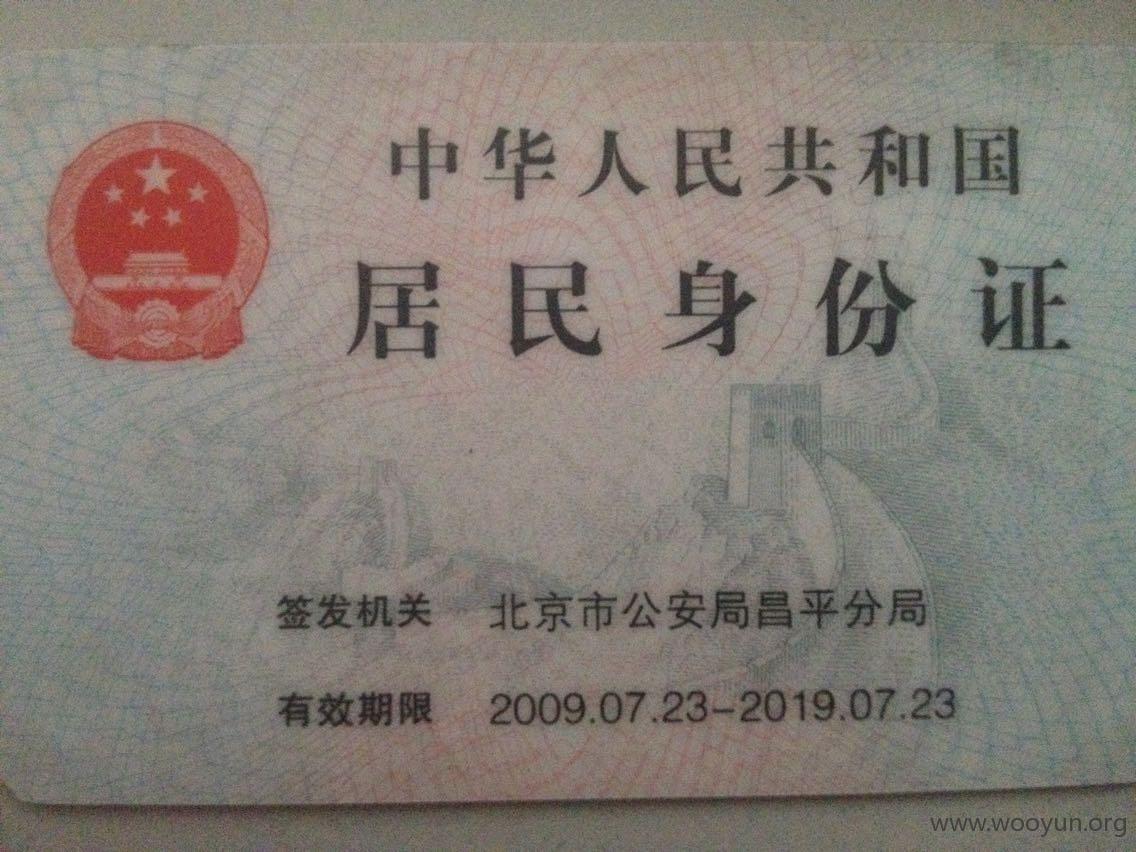 中华人民共和国
居民身份证
签发机关 北京市公安局昌平分局
有效期限 2009.07.23-2019.07.23
www.wooyun.org